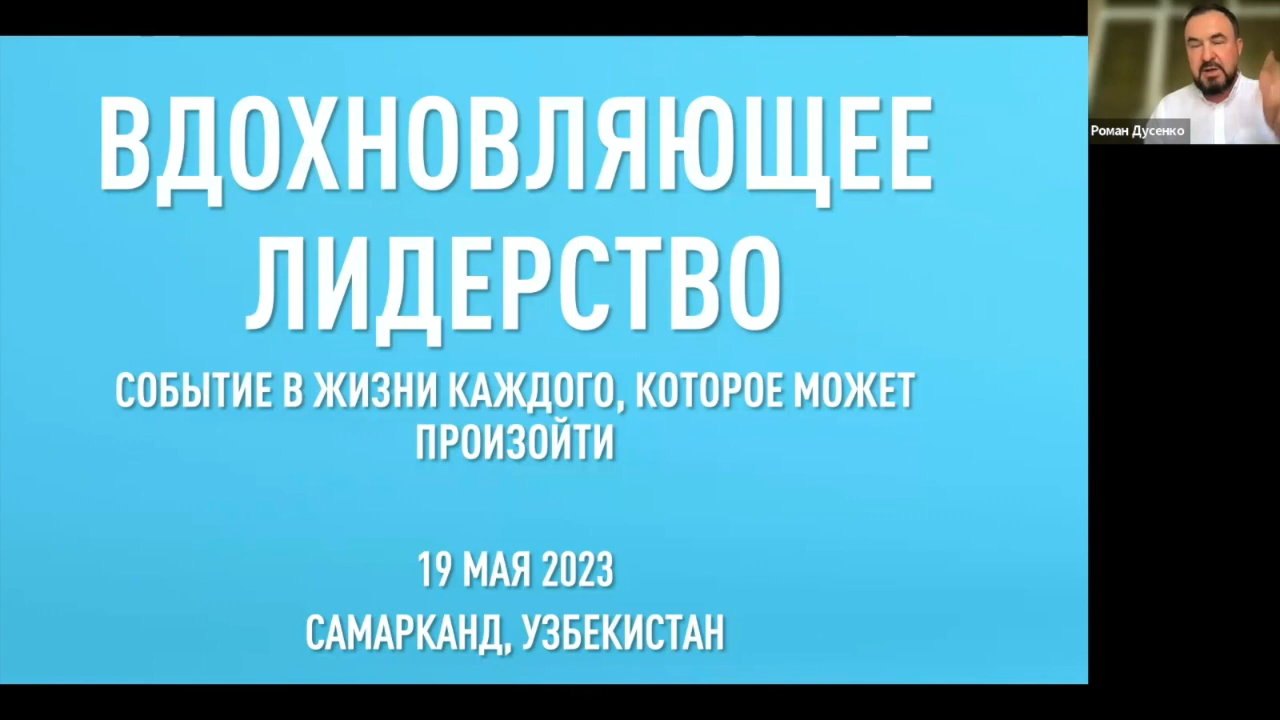 ВДОХНОВЛЯЮЩЕЕ
ЛИДЕРСТВО
СОБЫТИЕ В ЖИЗНИ КАЖДОГО, КОТОРОЕ МОЖЕТ
ПРОИЗОЙТИ
19 МАЯ 2023
САМАРКАНД, УЗБЕКИСТАН
Роман Дусенко